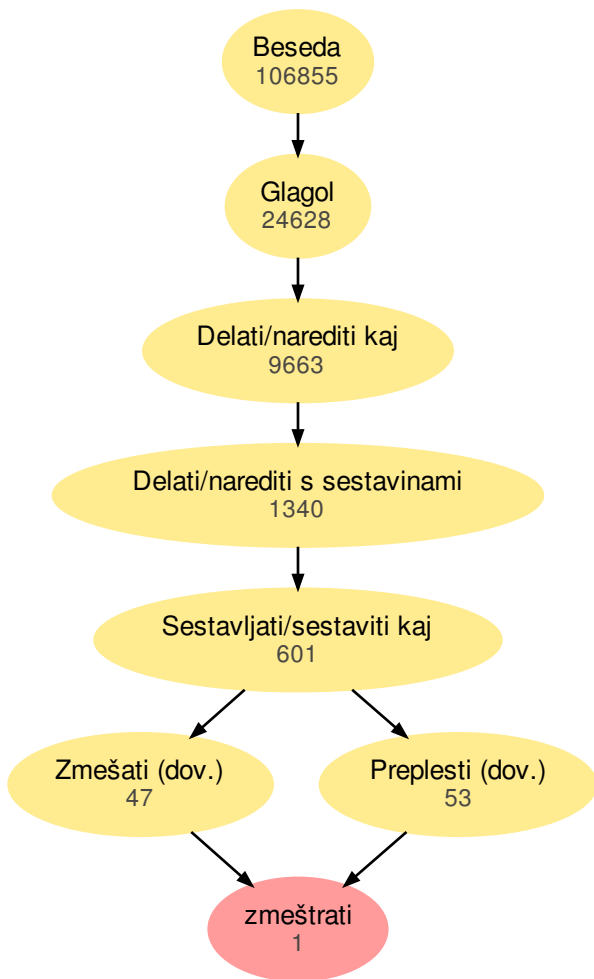 Beseda
106855
Glagol
24628
Delati/narediti kaj
9663
Delati/narediti s sestavinami
1340
Sestavljati/sestaviti kaj
601
Zmešati (dov.)
47
Preplesti (dov.)
53
zmeštrati
1